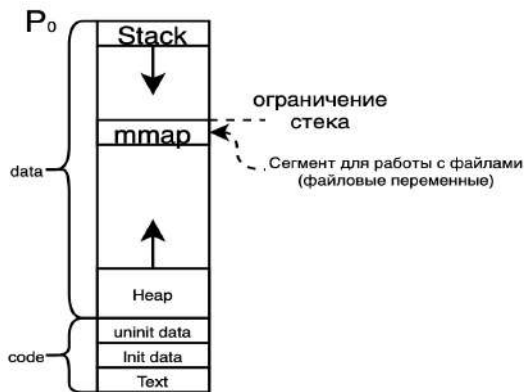 P₀
Stack
ограничение
стека
mmap
Сегмент для работы с файлами
(файловые переменные)
data
Heap
uninit data
code
Init data
Text